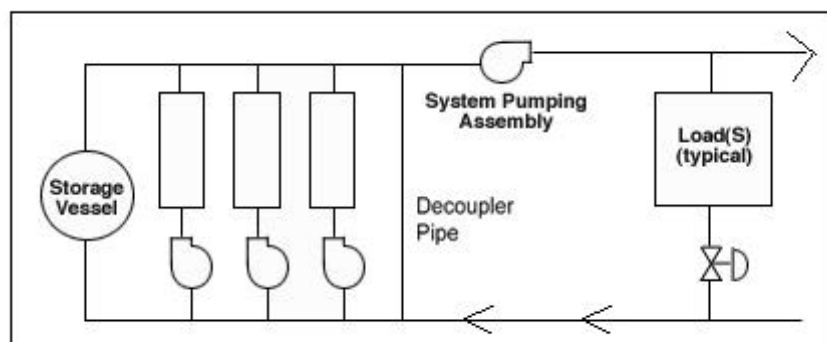 System Pumping
Assembly
Load(S)
(typical)
Storage
Vessel
Decoupler
Pipe